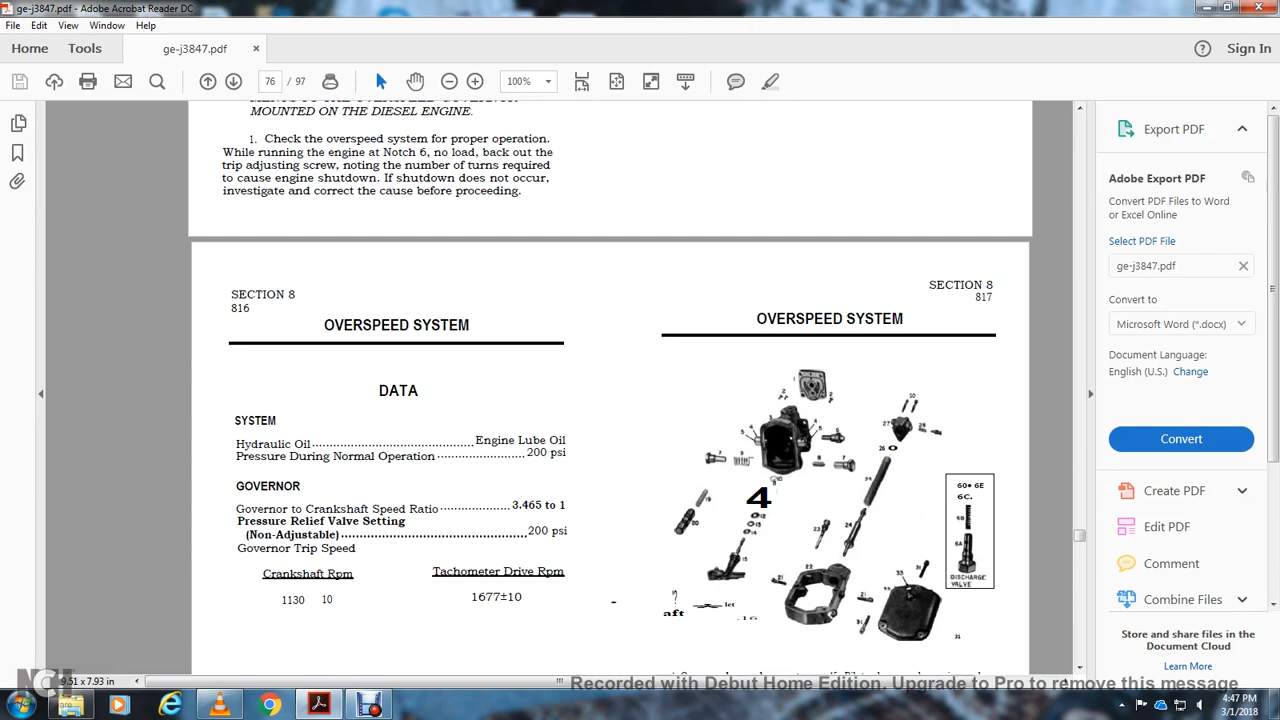 ge-j3847.pdf - Adobe Acrobat Reader DC
File Edit View Window Help
Home Tools ge-j3847.pdf × Sign In
76 / 97 100%
MOUNTED ON THE DIESEL ENGINE.
1. Check the overspeed system for proper operation.
While running the engine at Notch 6, no load, back out the
trip adjusting screw, noting the number of turns required
to cause engine shutdown. If shutdown does not occur,
investigate and correct the cause before proceeding.
SECTION 8
816
OVERSPEED SYSTEM
DATA
SYSTEM
Hydraulic Oil Engine Lube Oil
Pressure During Normal Operation 200 psi
GOVERNOR
Governor to Crankshaft Speed Ratio 3.465 to 1
Pressure Relief Valve Setting
(Non-Adjustable) 200 psi
Governor Trip Speed
Crankshaft Rpm Tachometer Drive Rpm
1130 10 1677±10
SECTION 8
817
OVERSPEED SYSTEM
4
aft
let
60• 6E
6C.
DISCHARGE
VALVE
Export PDF
Adobe Export PDF
Convert PDF Files to Word
or Excel Online
Select PDF File
ge-j3847.pdf
Convert to
Microsoft Word (*.docx)
Document Language:
English (U.S.) Change
Convert
Create PDF
Edit PDF
Comment
Combine Files
Store and share files in the
Document Cloud
Learn More
9.51 x 7.93 in
Recorded with Debut Home Edition. Upgrade to Pro to remove this message
4:47 PM
3/1/2018